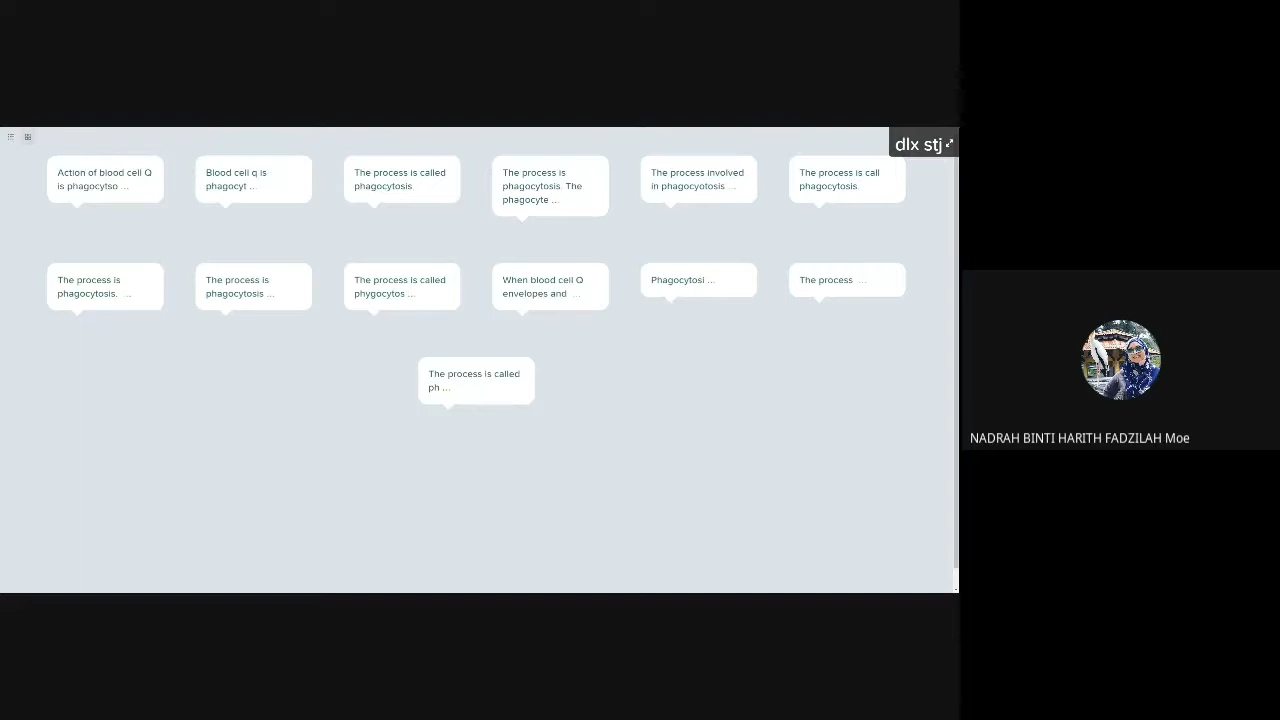 dlx stj
Action of blood cell Q
is phagocytso ...
Blood cell q is
phagocyt ...
The process is called
phagocytosis
The process is
phagocytosis. The
phagocyte ...
The process involved
in phagocyotosis ...
The process is call
phagocytosis.
The process is
phagocytosis. ...
The process is
phagocytosis ...
The process is called
phygocytos ...
When blood cell Q
envelopes and ...
Phagocytosi ...
The process ...
The process is called
ph ...
NADRAH BINTI HARITH FADZILAH Moe